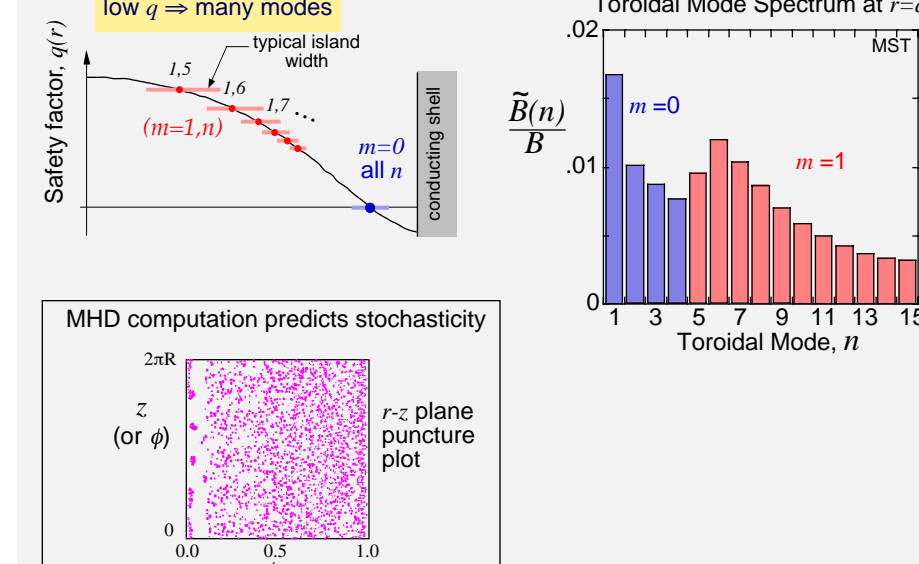 low q ⇒ many modes
Safety factor, q(r)
typical island
width
1,5
1,6
1,7 ...
(m=1,n)
m=0
all n
conducting shell
Toroidal Mode Spectrum at r=
B̃(n)
B
.02
.01
0
MST
m =0
m =1
1 3 5 7 9 11 13 15
Toroidal Mode, n
MHD computation predicts stochasticity
2πR
z
(or ϕ)
0
0.0 0.5 1.0
r-z plane
puncture
plot